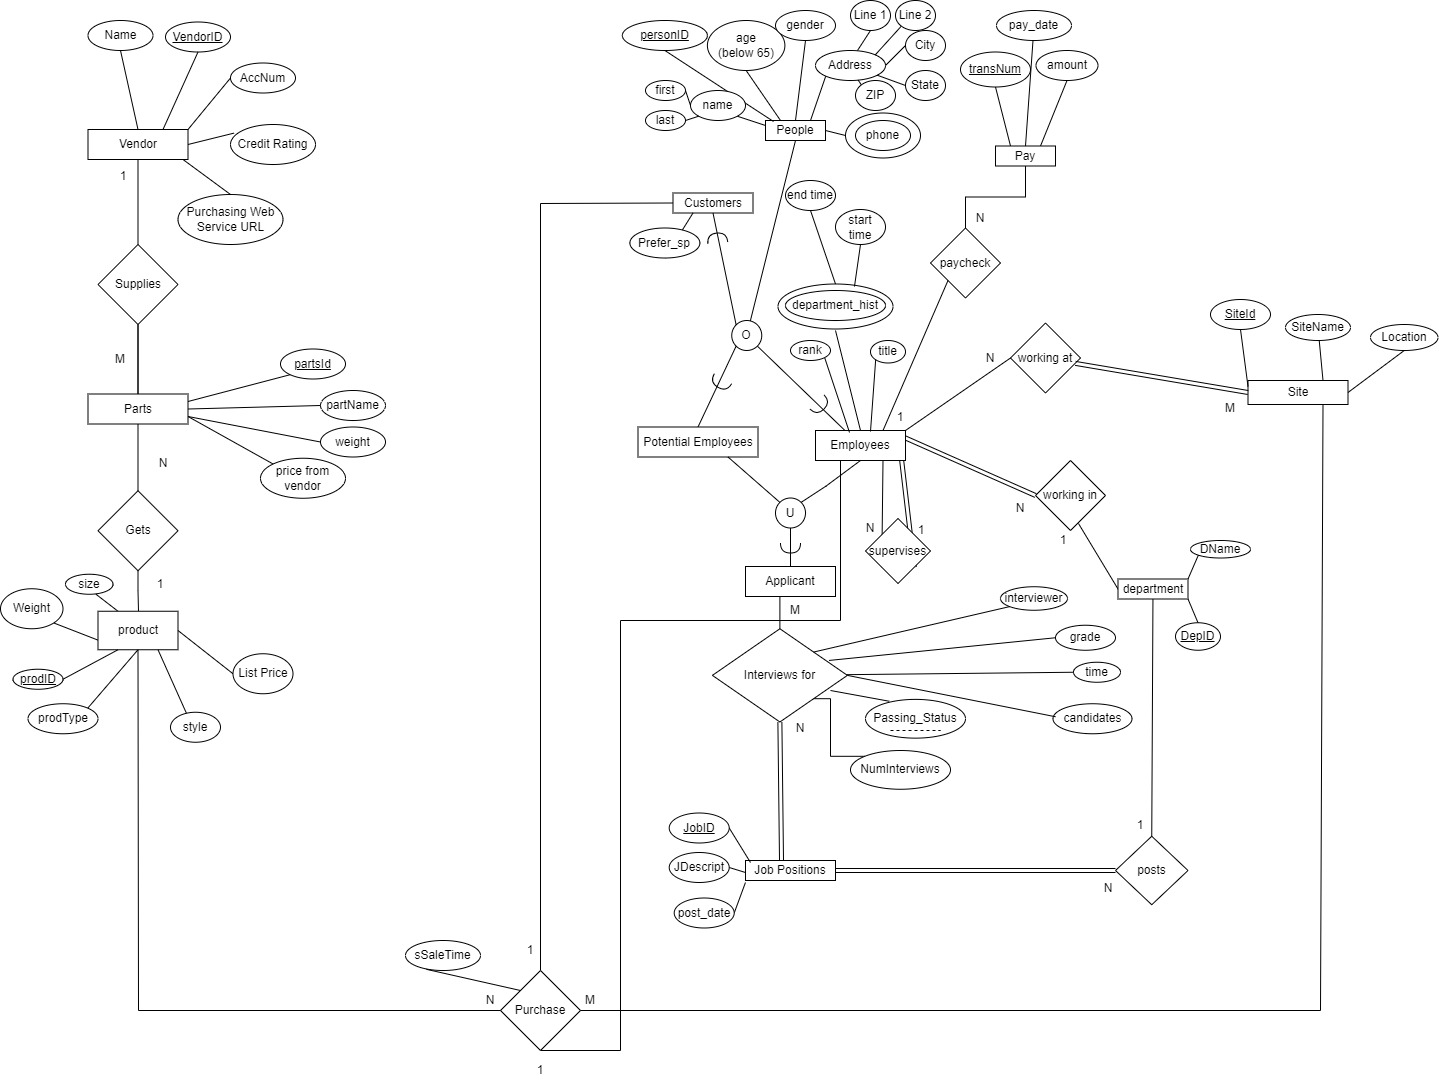 Name
VendorID
AccNum
Vendor
Credit Rating
1
Purchasing Web
Service URL
Supplies
M
partsId
Parts
partName
weight
price from
vendor
N
Gets
1
size
Weight
product
prodID
List Price
prodType
style
personID
age
(below 65)
gender
Line 1
Line 2
City
Address
State
ZIP
first
name
last
People
phone
pay_date
transNum
amount
Pay
N
paycheck
Customers
Prefer_sp
end time
start
time
department_hist
O
rank
title
1
Potential Employees
Employees
U
Applicant
M
N
1
supervises
N
working at
M
SiteId
SiteName
Location
Site
working in
N
1
DName
department
DepID
interviewer
grade
time
candidates
Interviews for
Passing_Status
NumInterviews
N
JobID
JDescript
post_date
Job Positions
1
posts
N
sSaleTime
1
N
Purchase
M
1